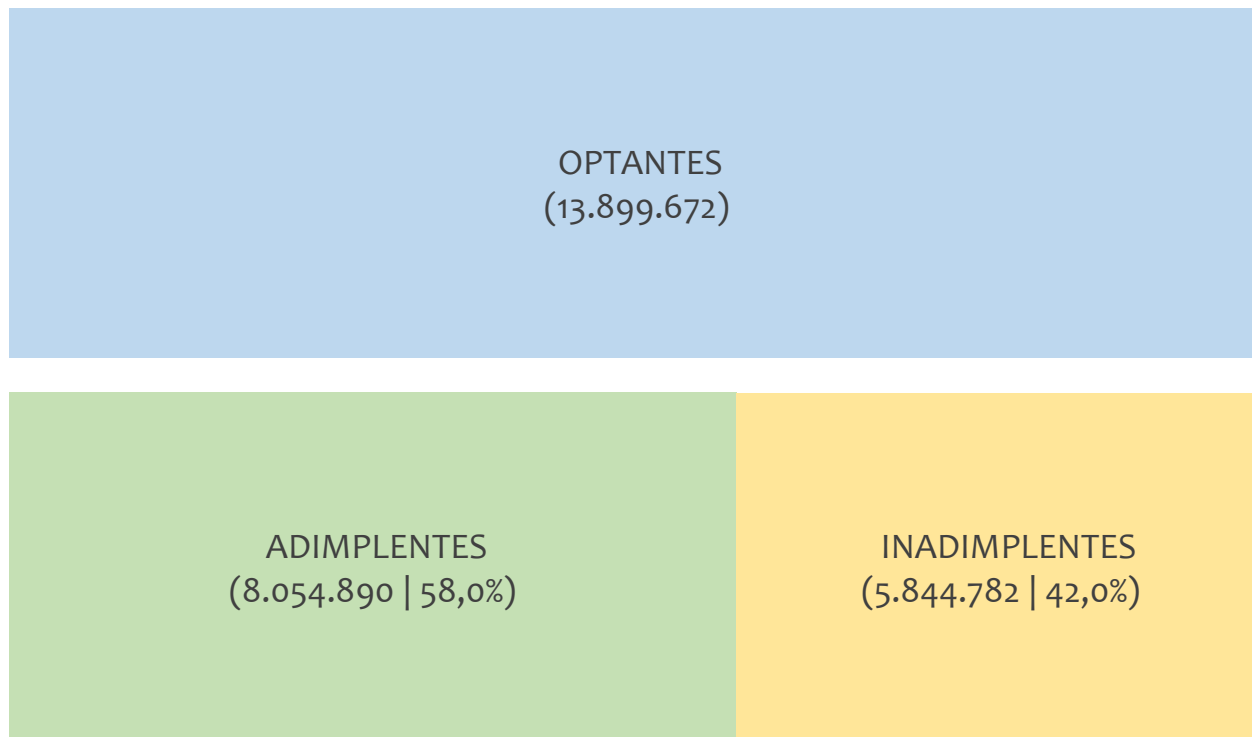 OPTANTES
(13.899.672)
ADIMPLENTES
(8.054.890 | 58,0%)
INADIMPLENTES
(5.844.782 | 42,0%)